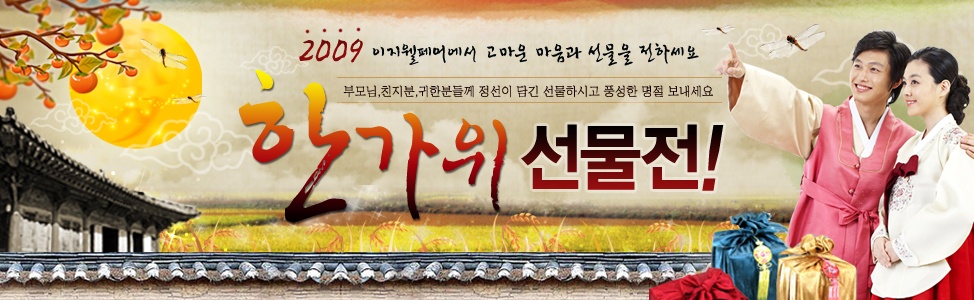 2009 이지웰페어에서 고마운 마음과 선물을 전하세요
부모님,친지분,귀한분들께 정선이 담긴 선물하시고 풍성한 명절 보내세요
한가위 선물전!